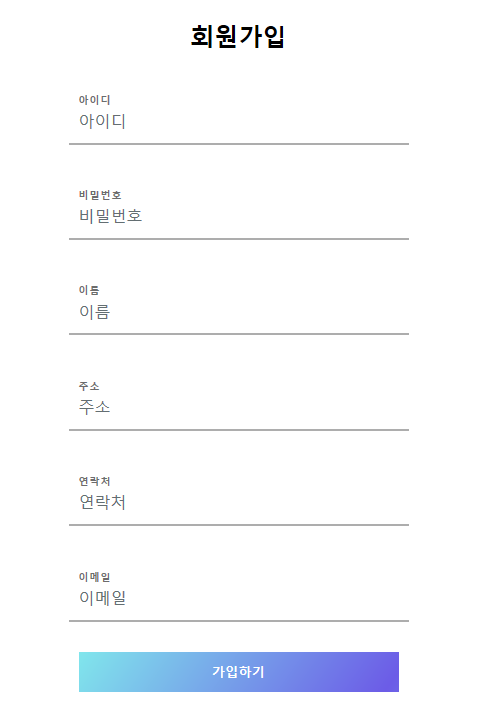 회원가입
아이디
아이디
비밀번호
비밀번호
이름
이름
주소
주소
연락처
연락처
이메일
이메일
가입하기